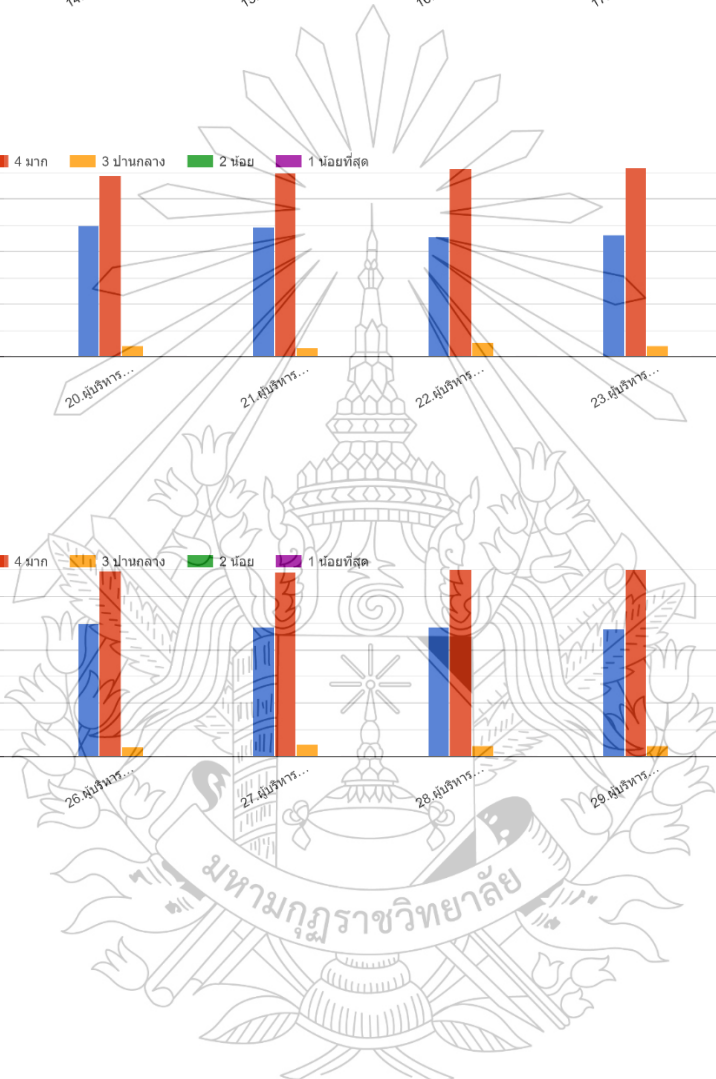 4 มาก 3 ปานกลาง 2 น้อย 1 น้อยที่สุด
20.ผู้บริหาร… 21.ผู้บริหาร… 22.ผู้บริหาร… 23.ผู้บริหาร…
4 มาก 3 ปานกลาง 2 น้อย 1 น้อยที่สุด
26.ผู้บริหาร… 27.ผู้บริหาร… 28.ผู้บริหาร… 29.ผู้บริหาร…
มหามกุฏราชวิทยาลัย